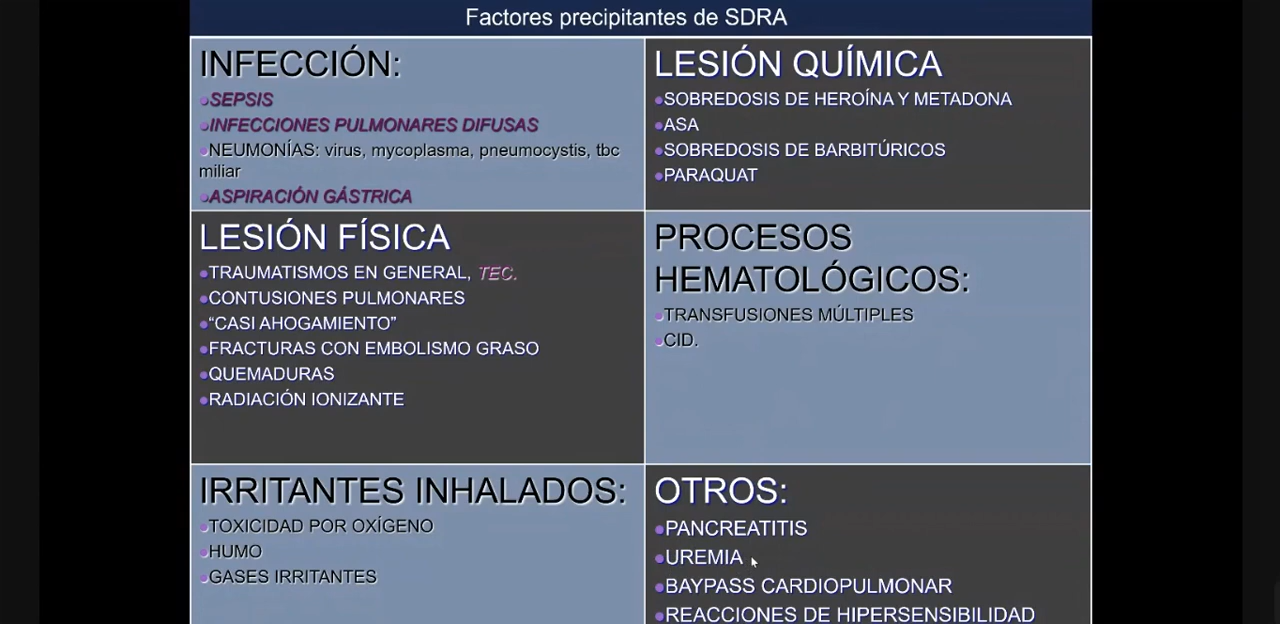 Factores precipitantes de SDRA
INFECCIÓN:
•SEPSIS
•INFECCIONES PULMONARES DIFUSAS
•NEUMONÍAS: virus, mycoplasma, pneumocystis, tbc
miliar
•ASPIRACIÓN GÁSTRICA
LESIÓN QUÍMICA
•SOBREDOSIS DE HEROÍNA Y METADONA
•ASA
•SOBREDOSIS DE BARBITÚRICOS
•PARAQUAT
LESIÓN FÍSICA
•TRAUMATISMOS EN GENERAL, TEC.
•CONTUSIONES PULMONARES
•“CASI AHOGAMIENTO”
•FRACTURAS CON EMBOLISMO GRASO
•QUEMADURAS
•RADIACIÓN IONIZANTE
PROCESOS
HEMATOLÓGICOS:
•TRANSFUSIONES MÚLTIPLES
•CID.
IRRITANTES INHALADOS:
•TOXICIDAD POR OXÍGENO
•HUMO
•GASES IRRITANTES
OTROS:
•PANCREATITIS
•UREMIA
•BAYPASS CARDIOPULMONAR
•REACCIONES DE HIPERSENSIBILIDAD